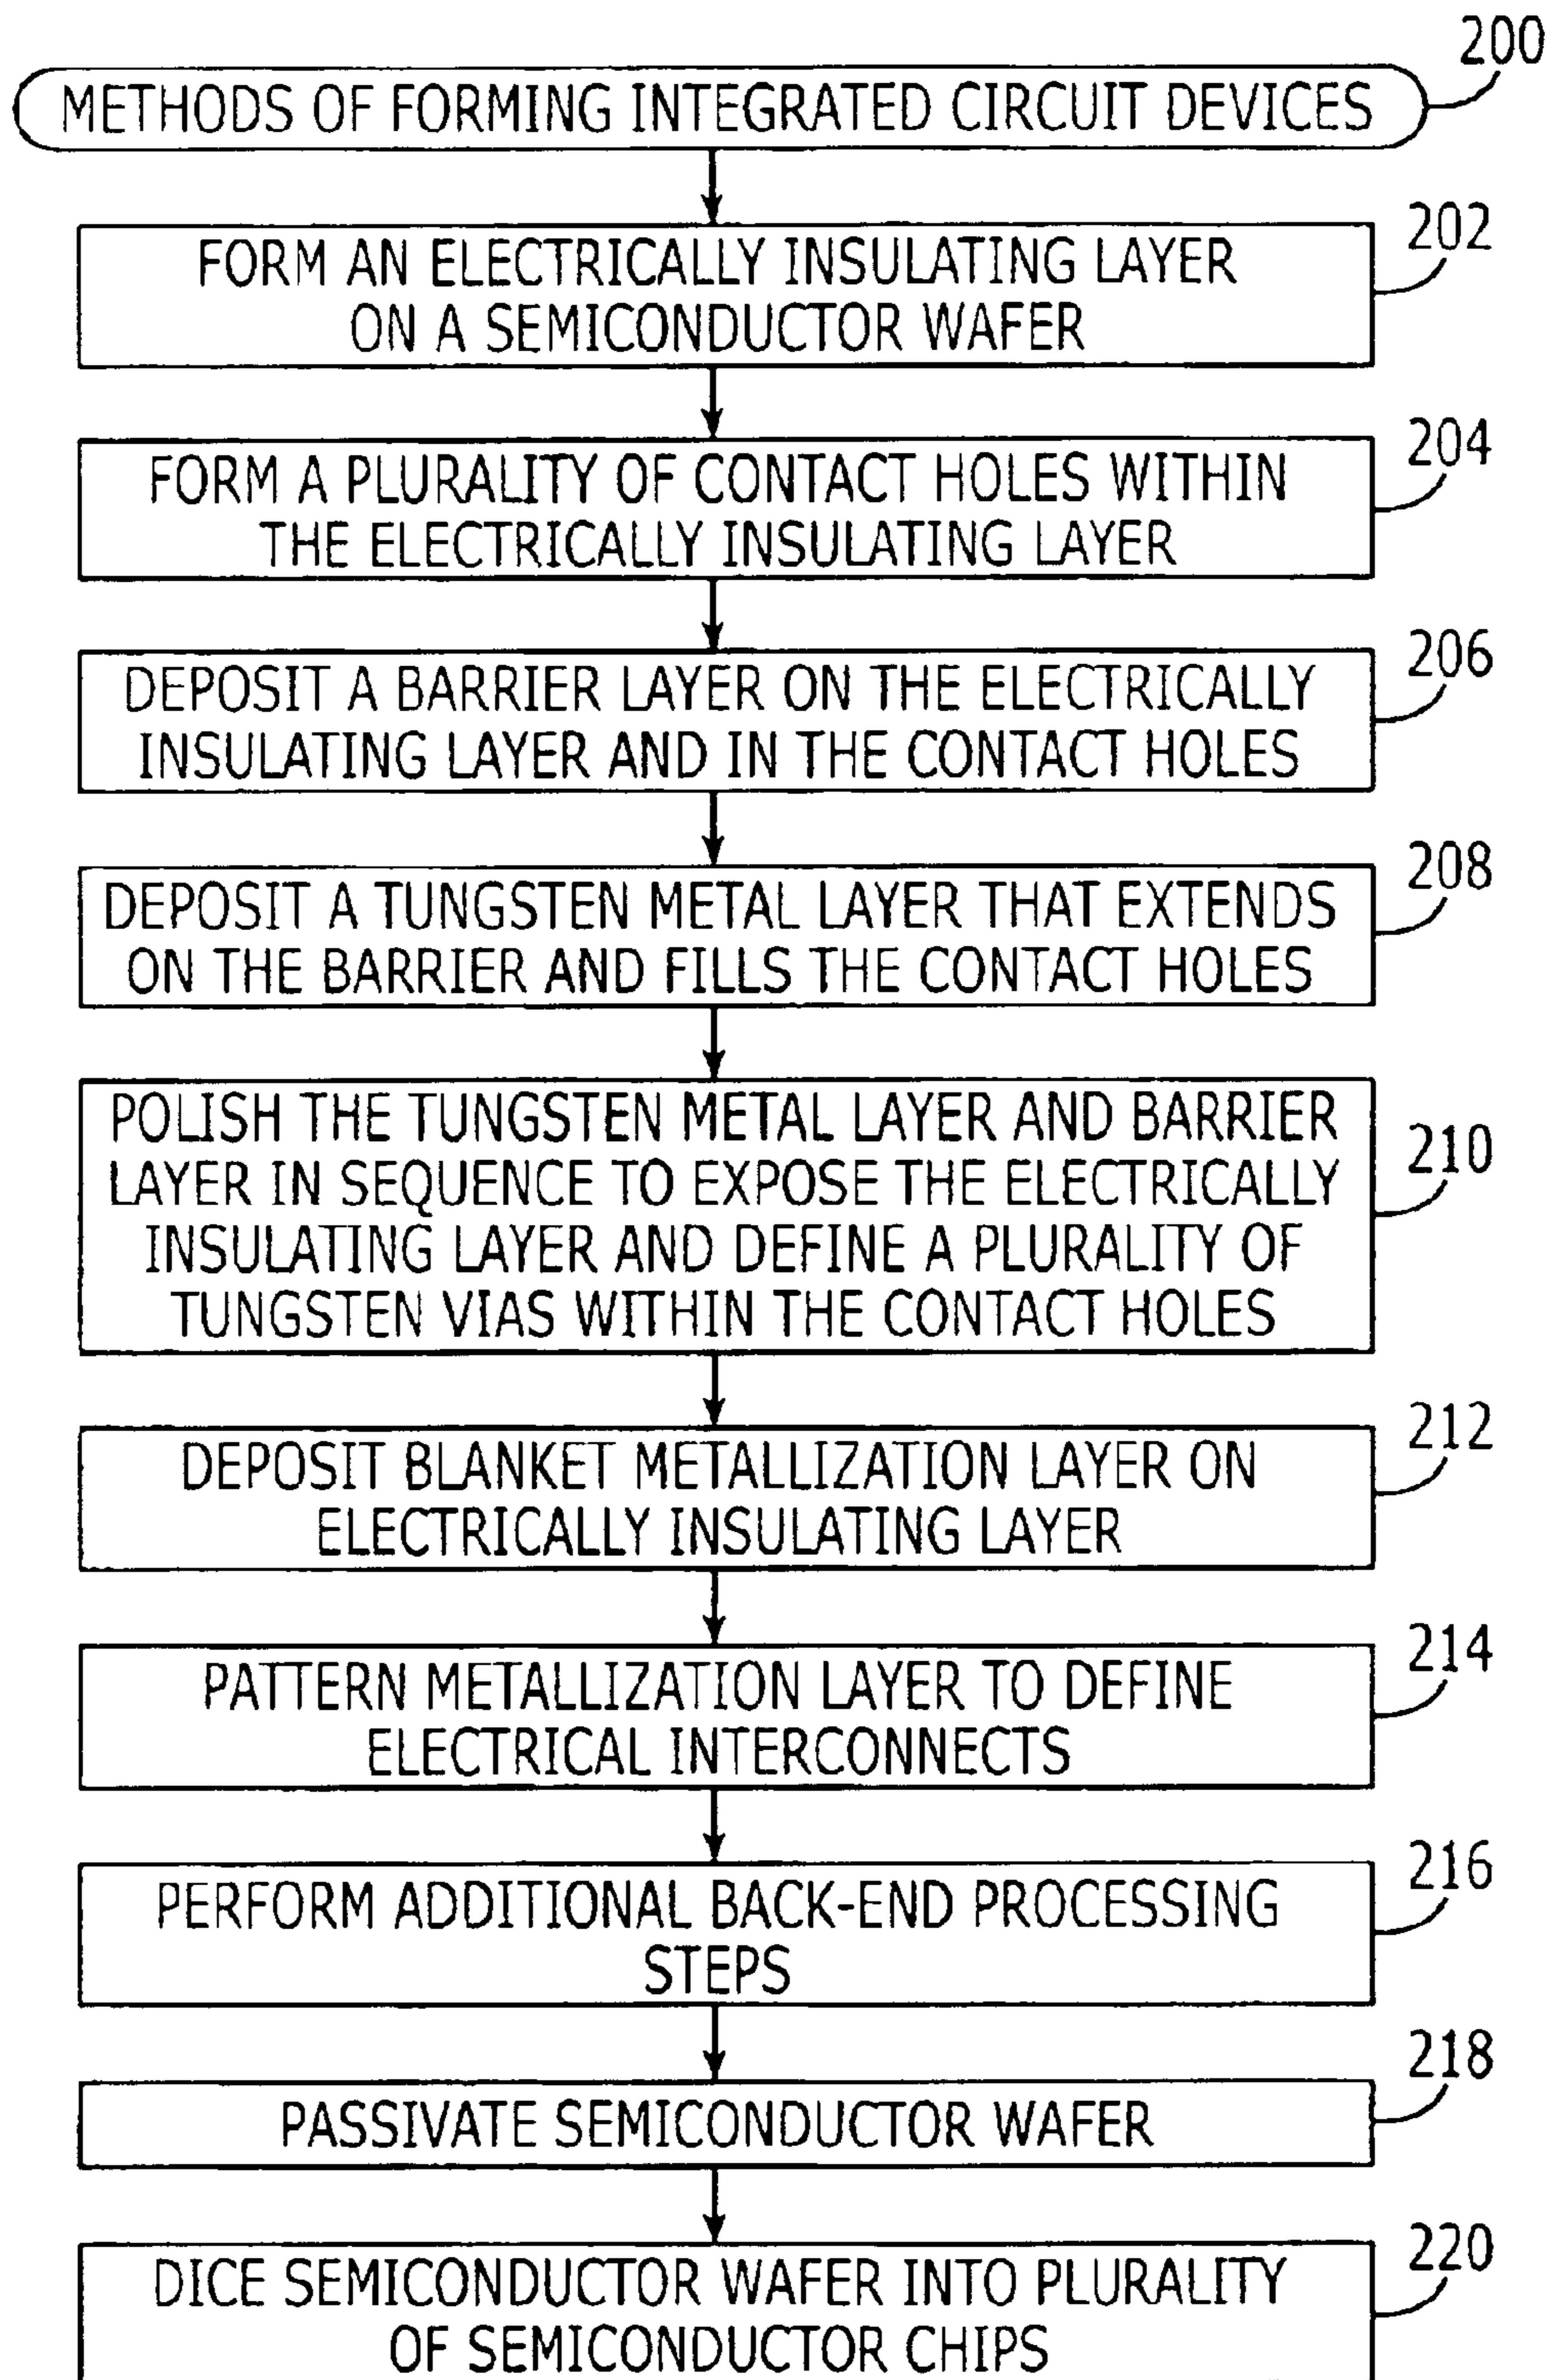 200
METHODS OF FORMING INTEGRATED CIRCUIT DEVICES
202
FORM AN ELECTRICALLY INSULATING LAYER
ON A SEMICONDUCTOR WAFER
204
FORM A PLURALITY OF CONTACT HOLES WITHIN
THE ELECTRICALLY INSULATING LAYER
206
DEPOSIT A BARRIER LAYER ON THE ELECTRICALLY
INSULATING LAYER AND IN THE CONTACT HOLES
208
DEPOSIT A TUNGSTEN METAL LAYER THAT EXTENDS
ON THE BARRIER AND FILLS THE CONTACT HOLES
210
POLISH THE TUNGSTEN METAL LAYER AND BARRIER
LAYER IN SEQUENCE TO EXPOSE THE ELECTRICALLY
INSULATING LAYER AND DEFINE A PLURALITY OF
TUNGSTEN VIAS WITHIN THE CONTACT HOLES
212
DEPOSIT BLANKET METALLIZATION LAYER ON
ELECTRICALLY INSULATING LAYER
214
PATTERN METALLIZATION LAYER TO DEFINE
ELECTRICAL INTERCONNECTS
216
PERFORM ADDITIONAL BACK-END PROCESSING
STEPS
218
PASSIVATE SEMICONDUCTOR WAFER
220
DICE SEMICONDUCTOR WAFER INTO PLURALITY
OF SEMICONDUCTOR CHIPS